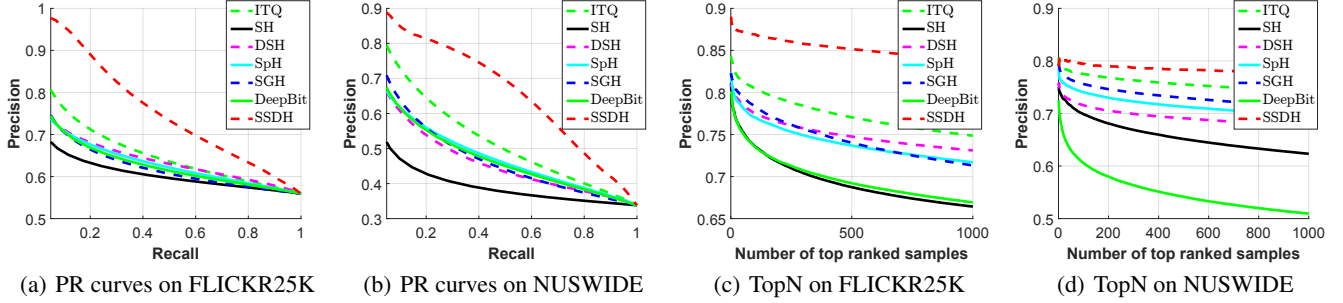 1
0.9
0.8
0.7
0.6
0.5
Precision
0.2 0.4 0.6 0.8 1
Recall
ITQ
SH
DSH
SpH
SGH
DeepBit
SSDH
(a) PR curves on FLICKR25K
0.9
0.8
0.7
0.6
0.5
0.4
0.3
Precision
0.2 0.4 0.6 0.8 1
Recall
ITQ
SH
DSH
SpH
SGH
DeepBit
SSDH
(b) PR curves on NUSWIDE
0.9
0.85
0.8
0.75
0.7
0.65
Precision
0 500 1000
Number of top ranked samples
ITQ
SH
DSH
SpH
SGH
DeepBit
SSDH
(c) TopN on FLICKR25K
0.9
0.8
0.7
0.6
0.5
Precision
0 200 400 600 800 1000
Number of top ranked samples
ITQ
SH
DSH
SpH
SGH
DeepBit
SSDH
(d) TopN on NUSWIDE